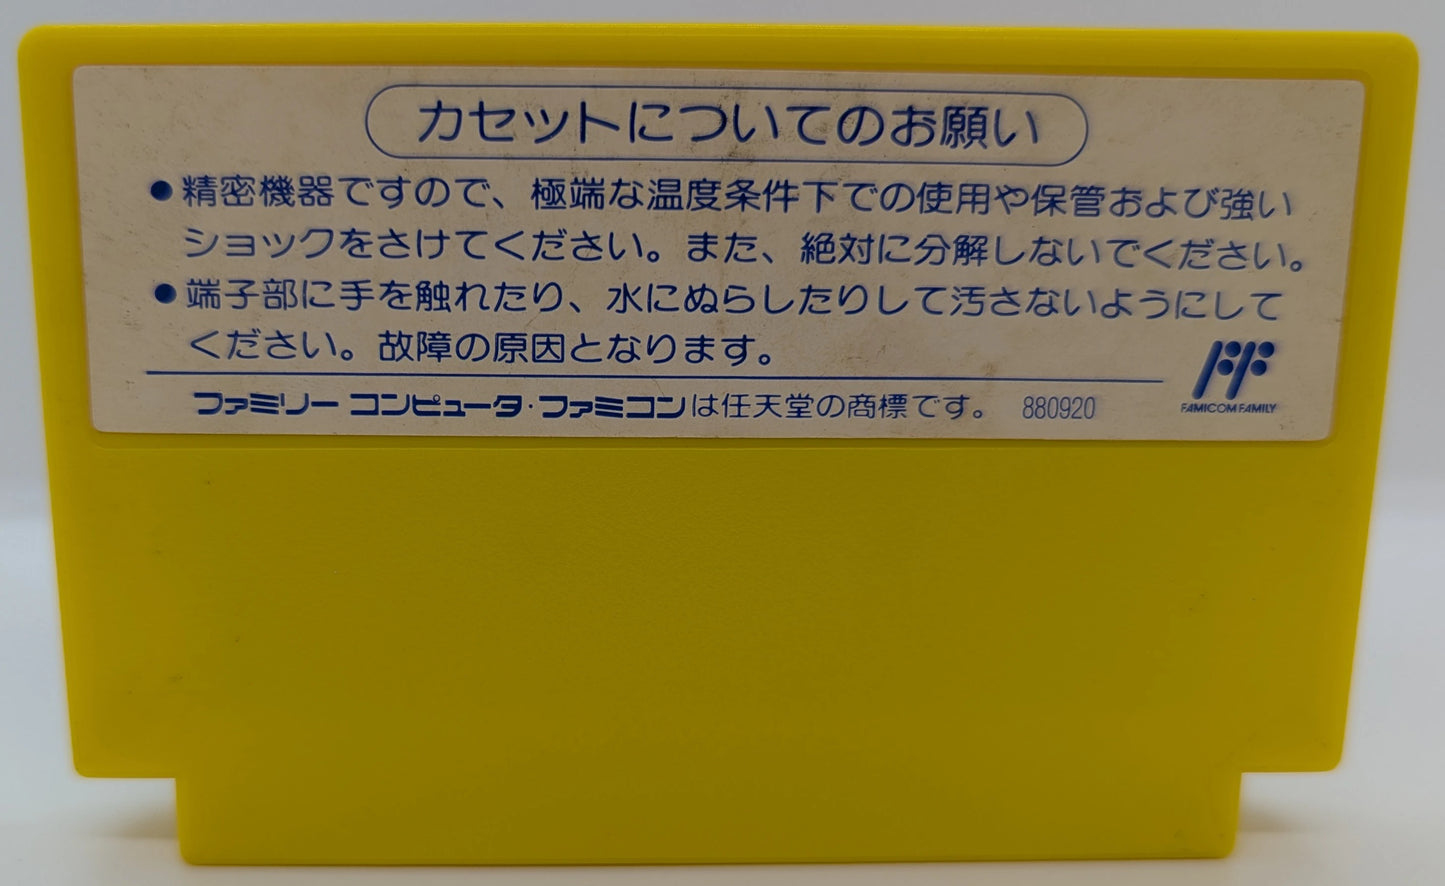 カセットについてのお願い
●精密機器ですので、極端な温度条件下での使用や保管および強い
ショックをさけてください。また、絶対に分解しないでください。
●端子部に手を触れたり、水にぬらしたりして汚さないようにして
ください。故障の原因となります。
ファミリー コンピュータ・ファミコンは任天堂の商標です。 880920
FAMICOM FAMILY